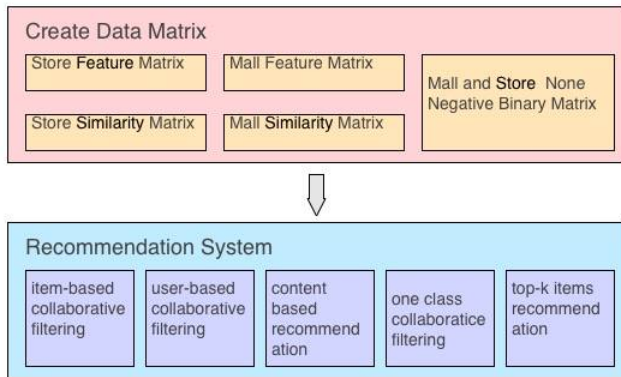 Create Data Matrix
Store Feature Matrix
Mall Feature Matrix
Mall and Store None
Negative Binary Matrix
Store Similarity Matrix
Mall Similarity Matrix
Recommendation System
item-based
collaborative
filtering
user-based
collaborative
filtering
content
based
recommend
ation
one class
collaboratice
filtering
top-k items
recommend
ation